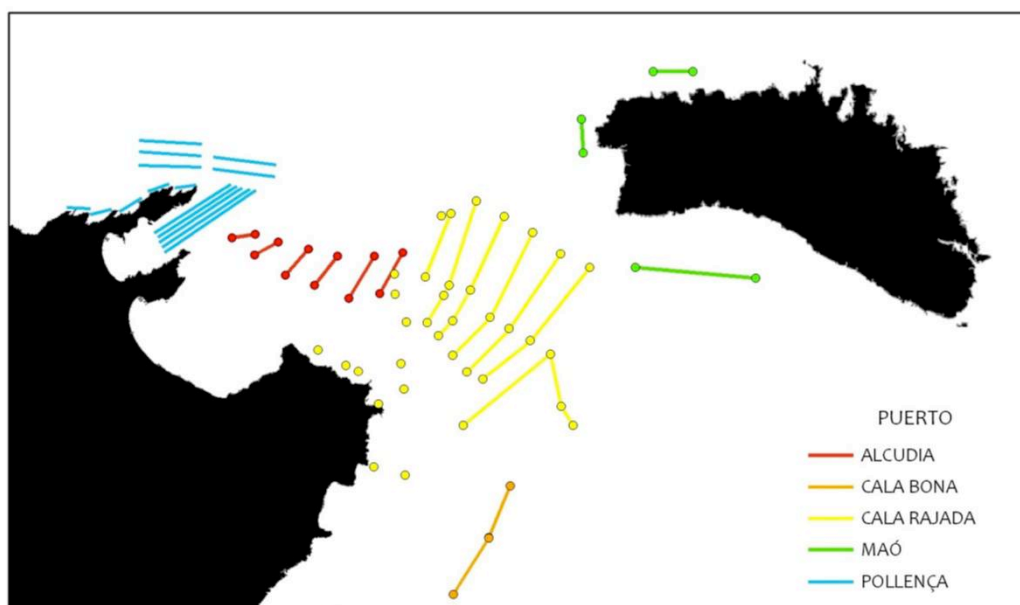 PUERTO
ALCUDIA
CALA BONA
CALA RAJADA
MAÓ
POLLENÇA